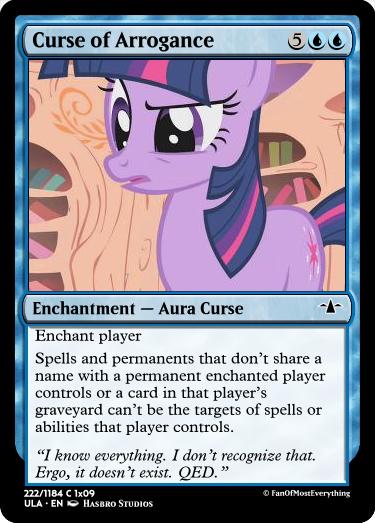 Curse of Arrogance 5
Enchantment — Aura Curse
Enchant player
Spells and permanents that don't share a
name with a permanent enchanted player
controls or a card in that player's
graveyard can't be the targets of spells or
abilities that player controls.
“I know everything. I don't recognize that.
Ergo, it doesn't exist. QED.”
222/1184 C 1x09
ULA • EN Hasbro Studios
© FanOfMostEverything